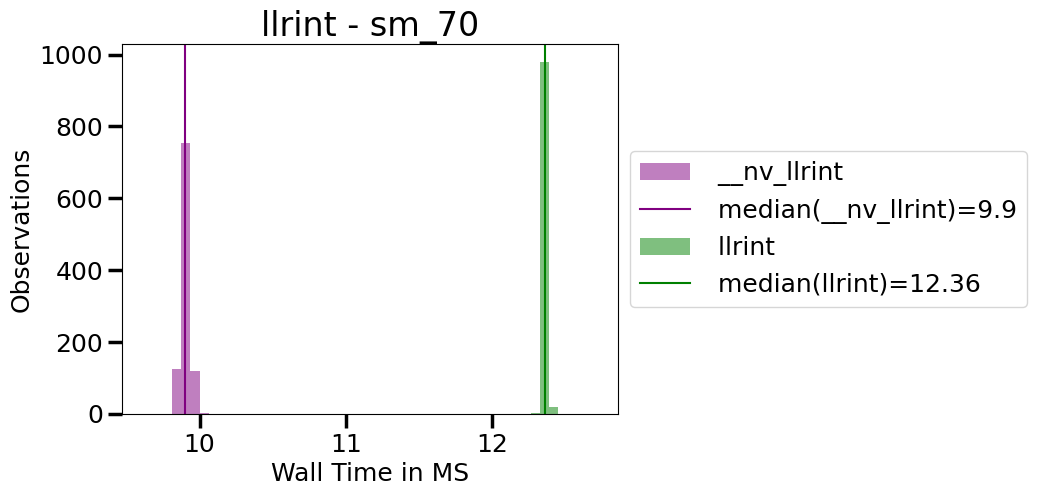 llrint - sm_70
Observations
1000
800
600
400
200
0
10 11 12
Wall Time in MS
__nv_llrint
median(__nv_llrint)=9.9
llrint
median(llrint)=12.36